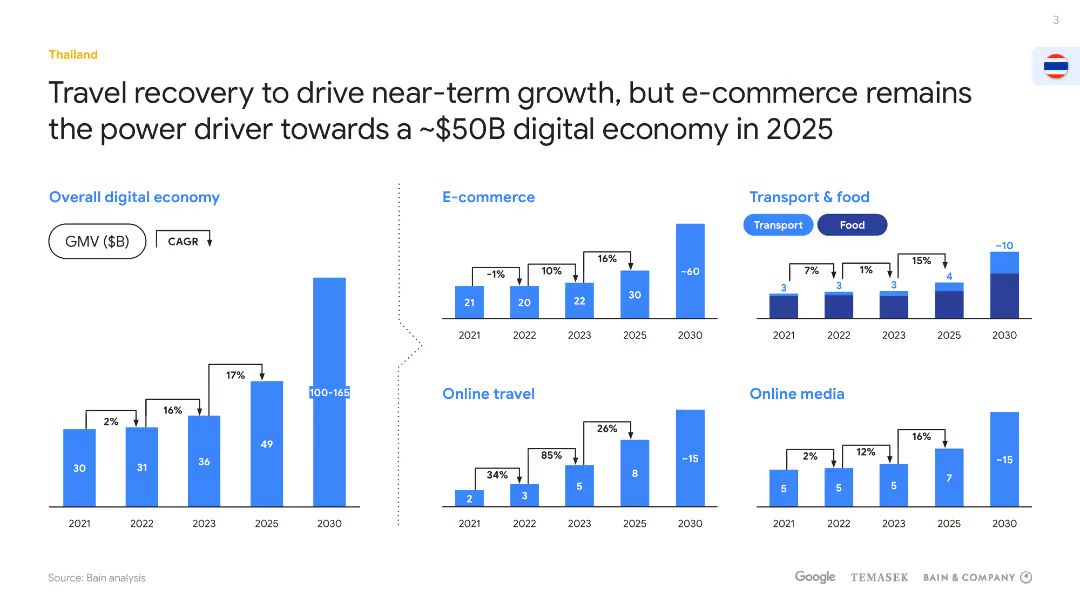 3
Thailand
Travel recovery to drive near-term growth, but e-commerce remains
the power driver towards a ~$50B digital economy in 2025
Overall digital economy
GMV ($B)
CAGR
2%
16%
17%
30
31
36
49
100-165
2021 2022 2023 2025 2030
E-commerce
-1%
10%
16%
21
20
22
30
~60
2021 2022 2023 2025 2030
Transport & food
Transport
Food
7%
1%
15%
3
3
3
4
~10
2021 2022 2023 2025 2030
Online travel
34%
85%
26%
2
3
5
8
~15
2021 2022 2023 2025 2030
Online media
2%
12%
16%
5
5
5
7
~15
2021 2022 2023 2025 2030
Source: Bain analysis
Google TEMASEK BAIN & COMPANY